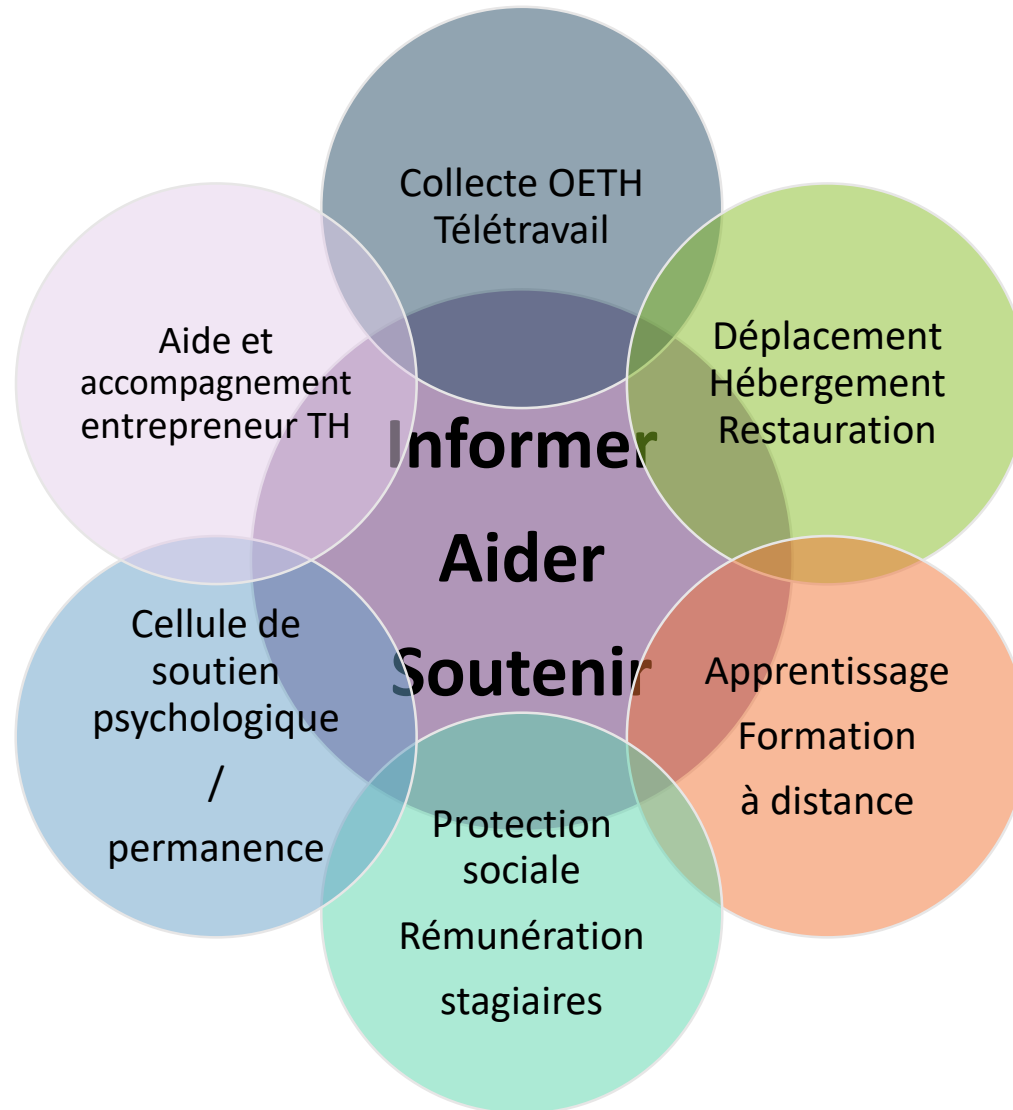 Collecte OETH
Télétravail
Déplacement
Hébergement
Restauration
Apprentissage
Formation
à distance
Protection
sociale
Rémunération
stagiaires
Cellule de
soutien
psychologique
/
permanence
Aide et
accompagnement
entrepreneur TH
Informer
Aider
Soutenir